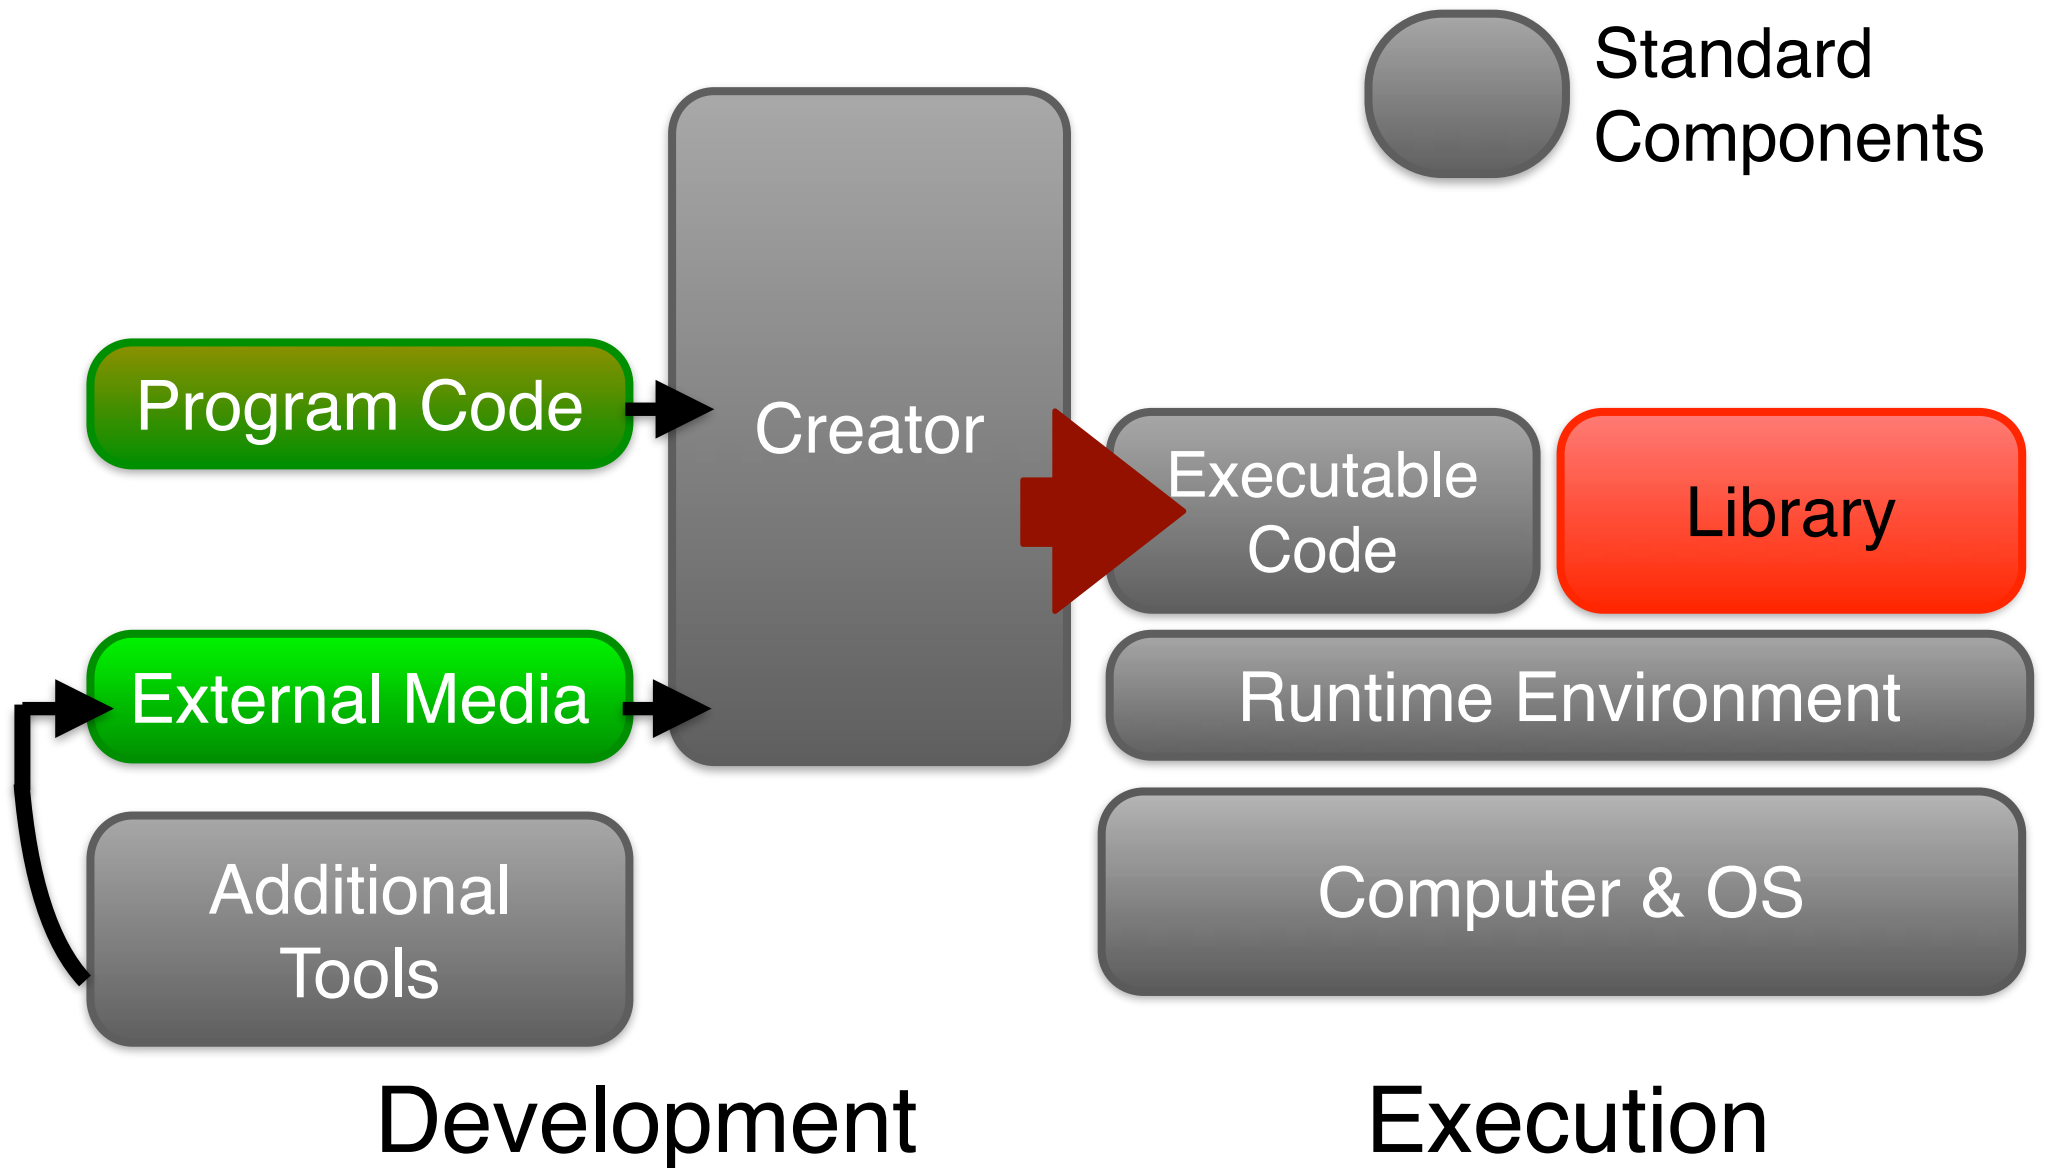 Standard
Components
Program Code
Creator
Executable
Code
Library
External Media
Runtime Environment
Additional
Tools
Computer & OS
Development
Execution